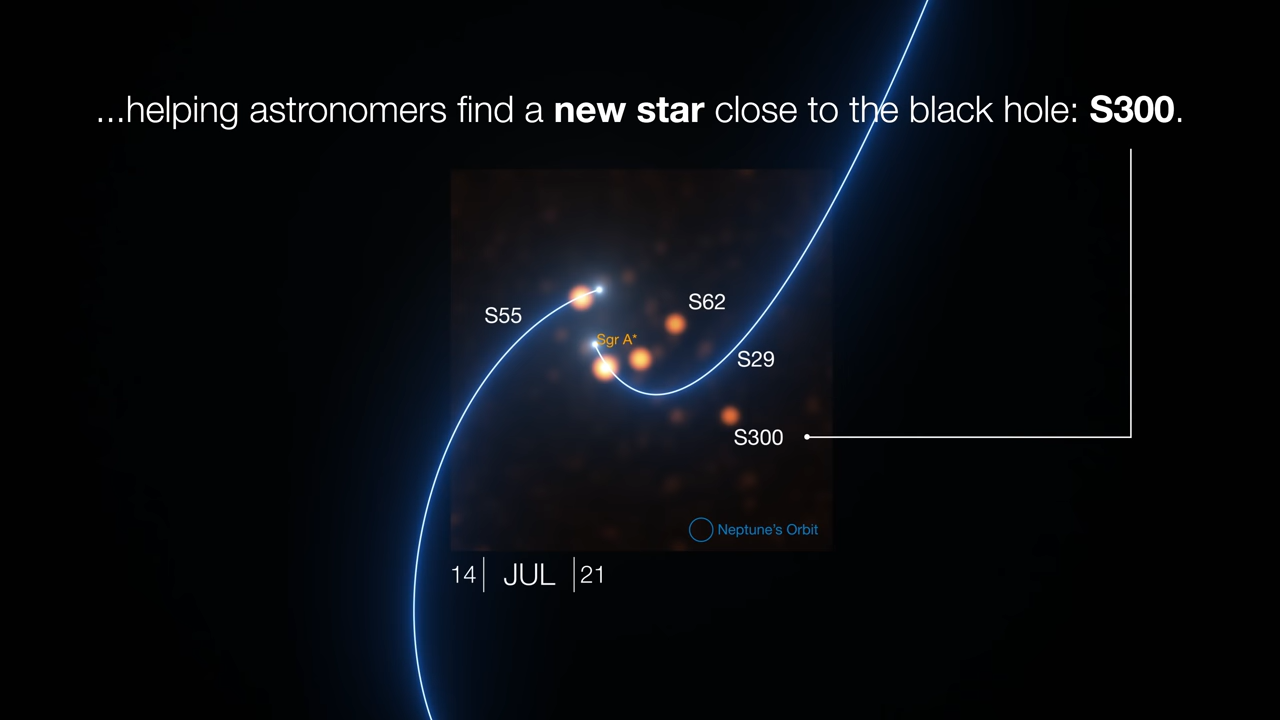 ...helping astronomers find a new star close to the black hole: S300.
S62
S55
Sgr A*
S29
S300
Neptune's Orbit
14 JUL 21